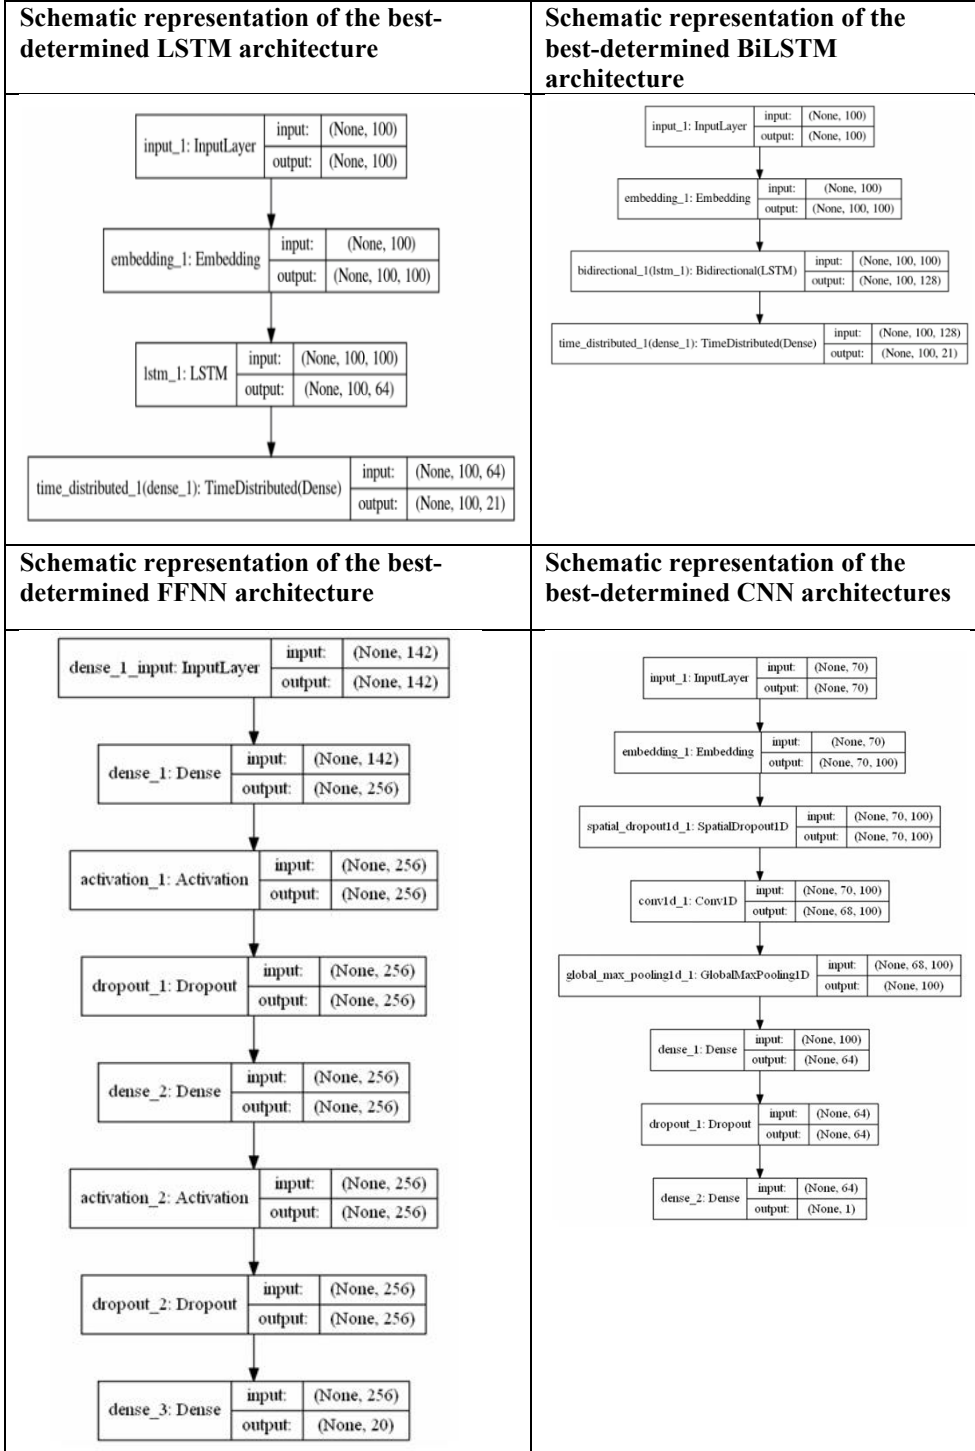 Schematic representation of the best-
determined LSTM architecture
Schematic representation of the
best-determined BiLSTM
architecture
input_1: InputLayer
input: (None, 100)
output: (None, 100)
embedding_1: Embedding
input: (None, 100)
output: (None, 100, 100)
lstm_1: LSTM
input: (None, 100, 100)
output: (None, 100, 64)
time_distributed_1(dense_1): TimeDistributed(Dense)
input: (None, 100, 64)
output: (None, 100, 21)
input_1: InputLayer
input: (None, 100)
output: (None, 100)
embedding_1: Embedding
input: (None, 100)
output: (None, 100, 100)
bidirectional_1(lstm_1): Bidirectional(LSTM)
input: (None, 100, 100)
output: (None, 100, 128)
time_distributed_1(dense_1): TimeDistributed(Dense)
input: (None, 100, 128)
output: (None, 100, 21)
Schematic representation of the best-
determined FFNN architecture
Schematic representation of the
best-determined CNN architectures
dense_1_input: InputLayer
input: (None, 142)
output: (None, 142)
dense_1: Dense
input: (None, 142)
output: (None, 256)
activation_1: Activation
input: (None, 256)
output: (None, 256)
dropout_1: Dropout
input: (None, 256)
output: (None, 256)
dense_2: Dense
input: (None, 256)
output: (None, 256)
activation_2: Activation
input: (None, 256)
output: (None, 256)
dropout_2: Dropout
input: (None, 256)
output: (None, 256)
dense_3: Dense
input: (None, 256)
output: (None, 20)
input_1: InputLayer
input: (None, 70)
output: (None, 70)
embedding_1: Embedding
input: (None, 70)
output: (None, 70, 100)
spatial_dropout1d_1: SpatialDropout1D
input: (None, 70, 100)
output: (None, 70, 100)
conv1d_1: Conv1D
input: (None, 70, 100)
output: (None, 68, 100)
global_max_pooling1d_1: GlobalMaxPooling1D
input: (None, 68, 100)
output: (None, 100)
dense_1: Dense
input: (None, 100)
output: (None, 64)
dropout_1: Dropout
input: (None, 64)
output: (None, 64)
dense_2: Dense
input: (None, 64)
output: (None, 1)